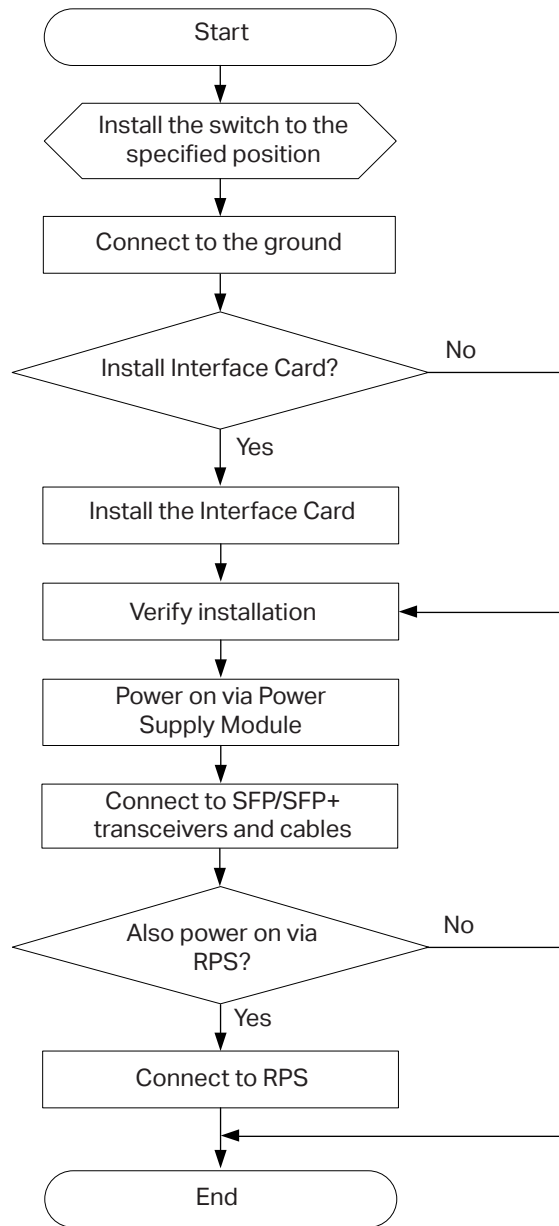 Start
Install the switch to the
specified position
Connect to the ground
Install Interface Card?
No
Yes
Install the Interface Card
Verify installation
Power on via Power
Supply Module
Connect to SFP/SFP+
transceivers and cables
Also power on via
RPS?
No
Yes
Connect to RPS
End